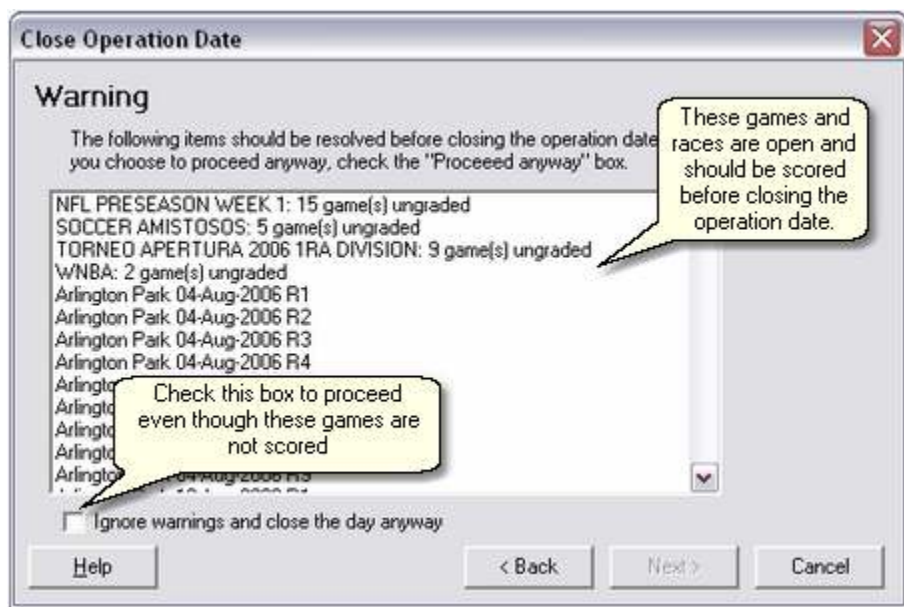 Close Operation Date
Warning
The following items should be resolved before closing the operation date
you choose to proceed anyway, check the "Proceeed anyway" box.
These games and
races are open and
should be scored
before closing the
operation date.
NFL PRESEASON WEEK 1: 15 game(s) ungraded
SOCCER AMISTOSOS: 5 game(s) ungraded
TORNEO APERTURA 2006 1RA DIVISION: 9 game(s) ungraded
WNBA: 2 game(s) ungraded
Arlington Park 04-Aug-2006 R1
Arlington Park 04-Aug-2006 R2
Arlington Park 04-Aug-2006 R3
Arlington Park 04-Aug-2006 R4
Check this box to proceed
even though these games are
not scored
Ignore warnings and close the day anyway
Help
< Back
Next >
Cancel